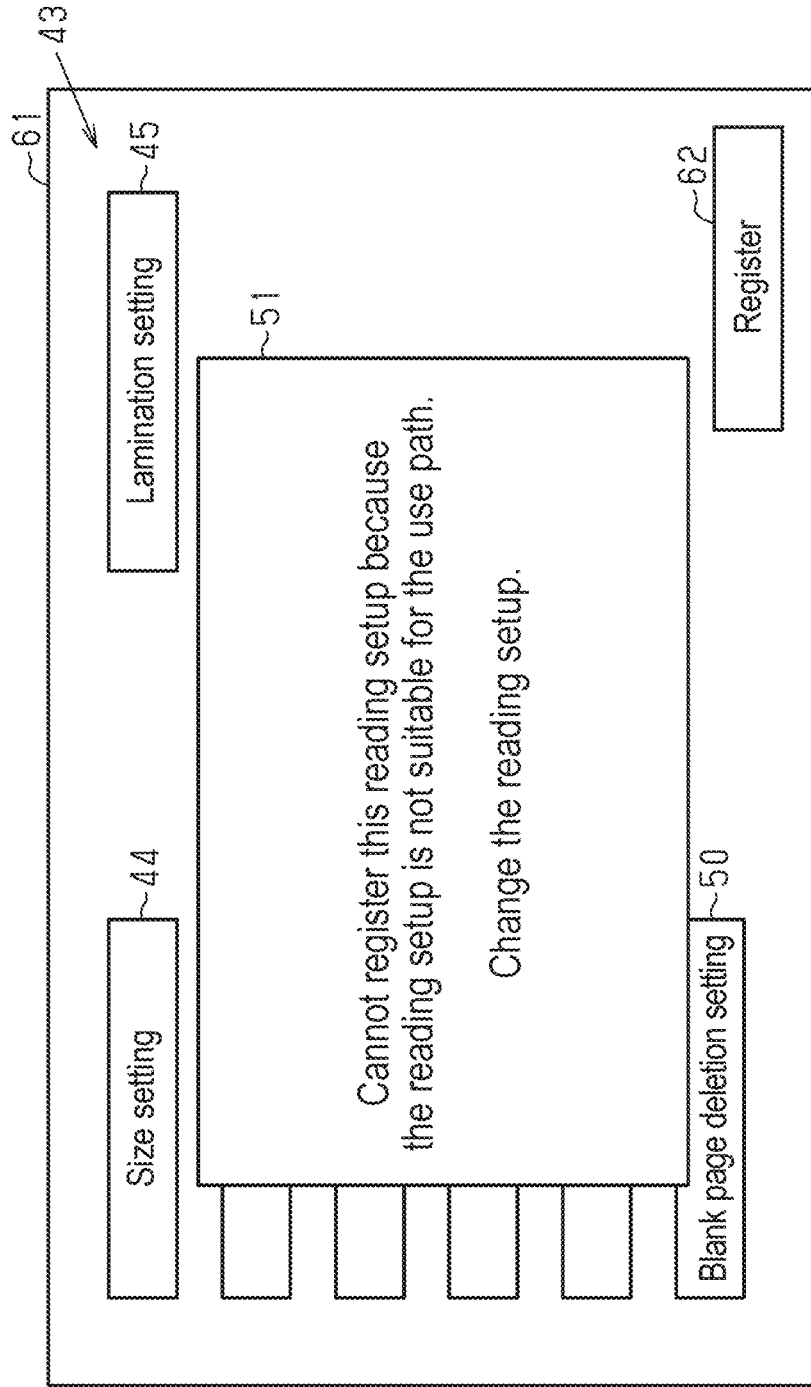 61
43
Size setting
44
Lamination setting
45
51
Cannot register this reading setup because
the reading setup is not suitable for the use path.
Change the reading setup.
Blank page deletion setting
50
62
Register